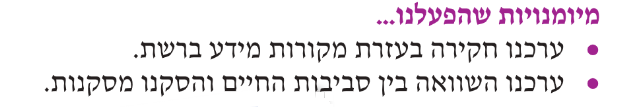 מיומנויות שהפעלנו...
• ערכנו חקירה בעזרת מקורות מידע ברשת.
• ערכנו השוואה בין סביבות החיים והסקנו מסקנות.